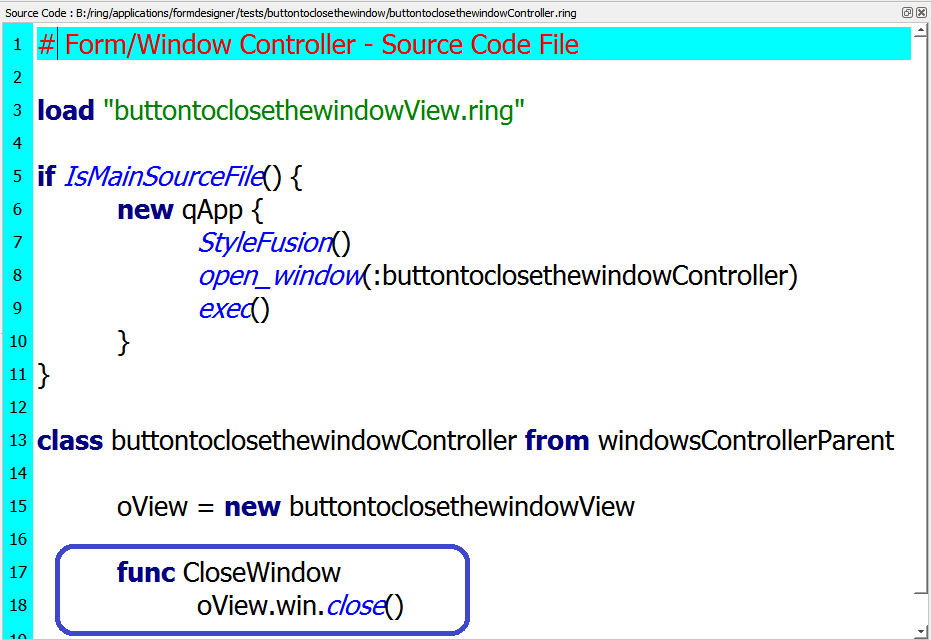 Source Code : B:/ring/applications/formdesigner/tests/buttontoclosethewindow/buttontoclosethewindowController.ring
1 # Form/Window Controller - Source Code File
2
3 load "buttontoclosethewindowView.ring"
4
5 if IsMainSourceFile() {
6 new qApp {
7 StyleFusion()
8 open_window(:buttontoclosethewindowController)
9 exec()
10 }
11 }
12
13 class buttontoclosethewindowController from windowsControllerParent
14
15 oView = new buttontoclosethewindowView
16
17 func CloseWindow
18 oView.win.close()